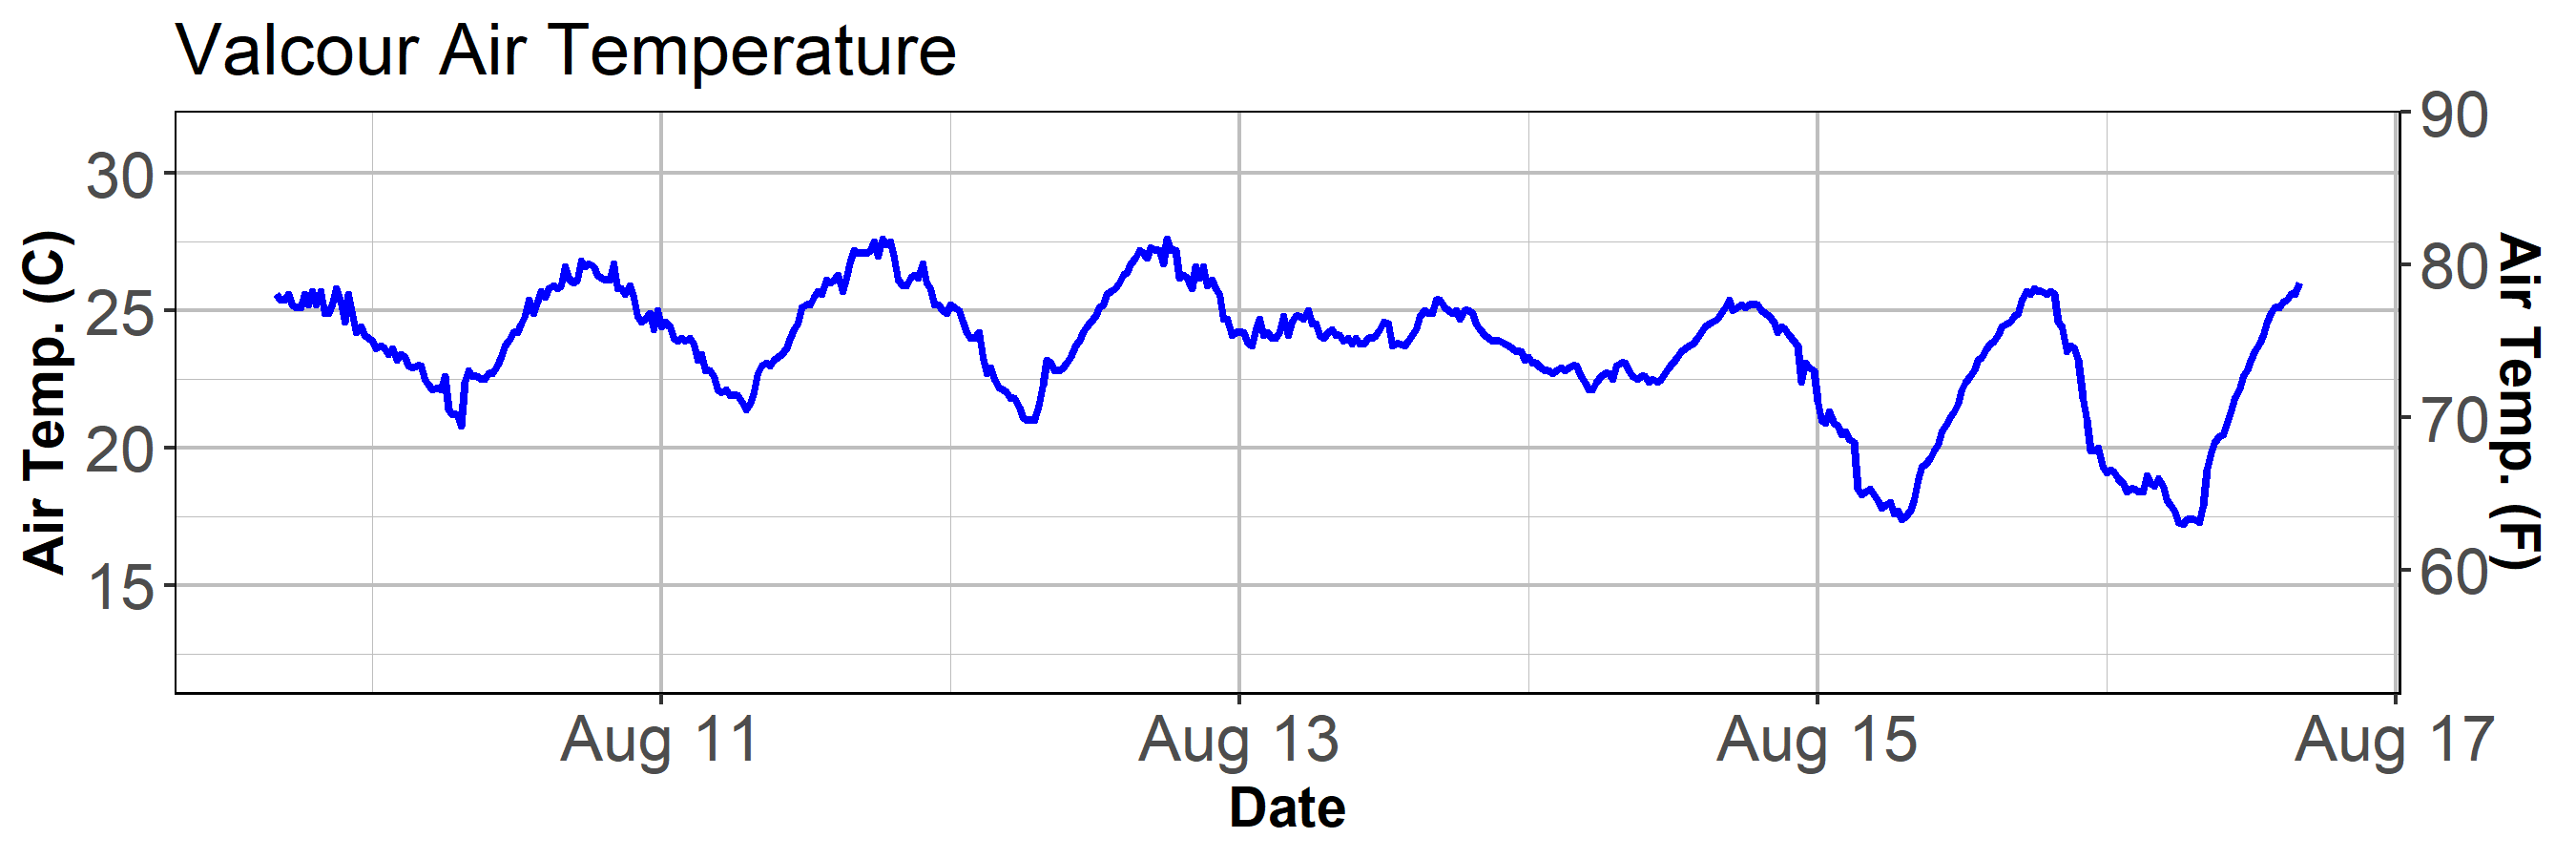 Valcour Air Temperature
Air Temp. (C)
30
25
20
15
90
80
70
60
Air Temp. (F)
Aug 11
Aug 13
Aug 15
Aug 17
Date